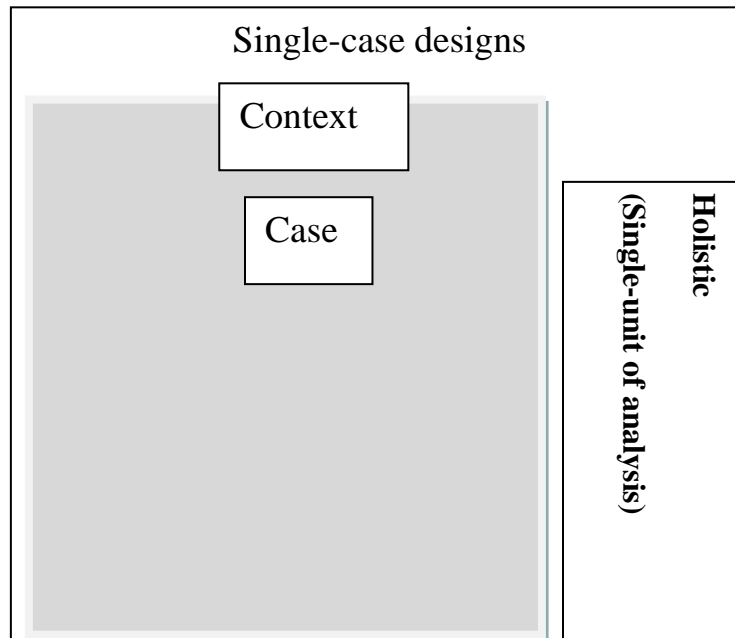 Single-case designs
Context
Case
Holistic
(Single-unit of analysis)